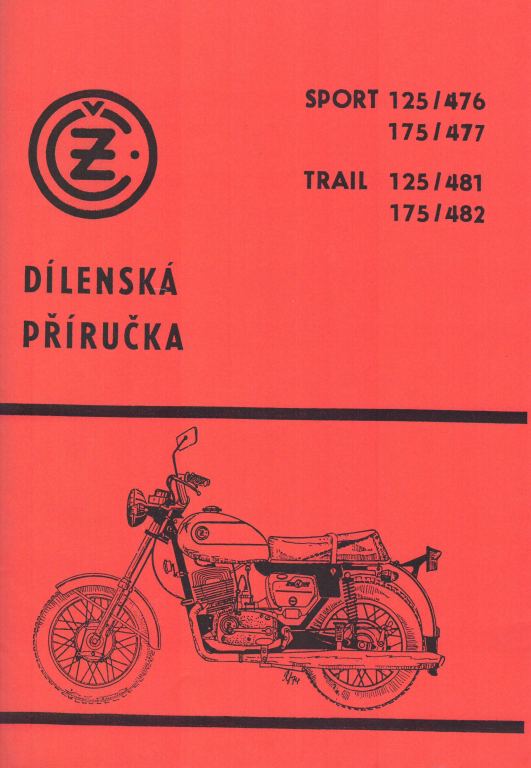 SPORT 125/476
175/477
TRAIL 125/481
175/482
ČZ
DÍLENSKÁ
PŘÍRUČKA